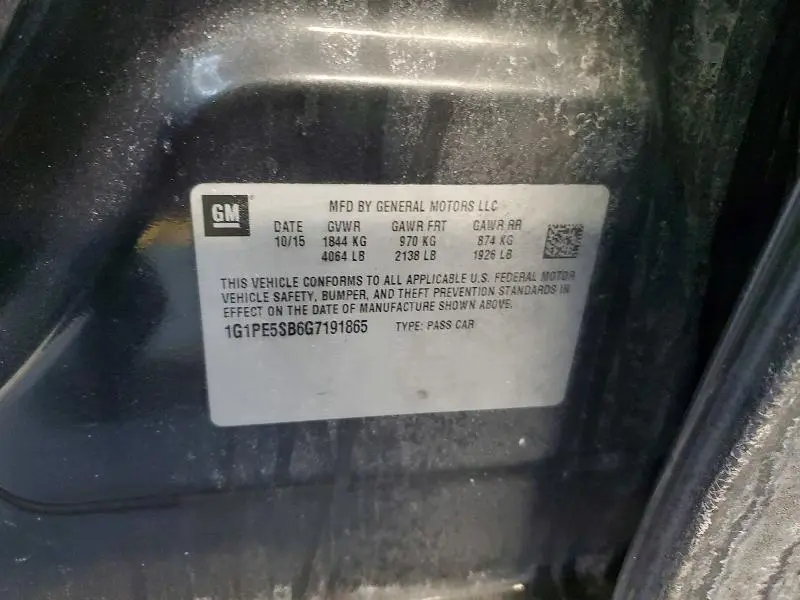 GM
MFD BY GENERAL MOTORS LLC
DATE GVWR GAWR FRT GAWR RR
10/15 1844 KG 970 KG 874 KG
4064 LB 2138 LB 1926 LB
THIS VEHICLE CONFORMS TO ALL APPLICABLE U.S. FEDERAL MOTOR
VEHICLE SAFETY, BUMPER, AND THEFT PREVENTION STANDARDS IN
EFFECT ON THE DATE OF MANUFACTURE SHOWN ABOVE.
1G1PE5SB6G7191865 TYPE: PASS CAR